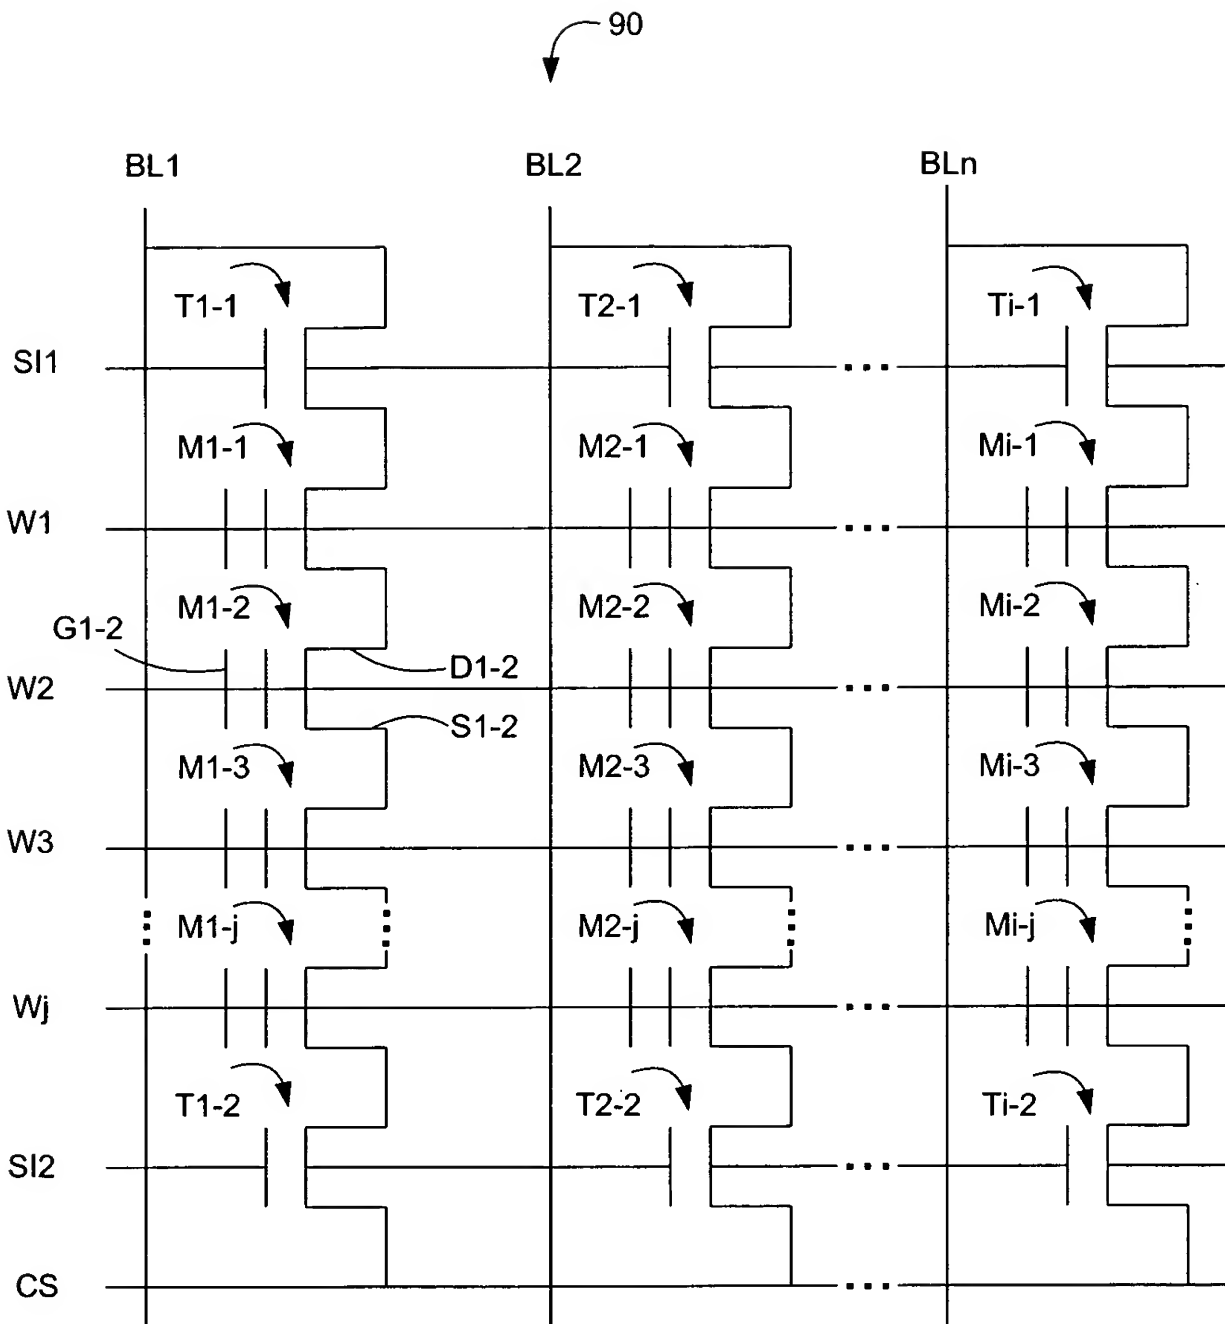 90
BL1 BL2 BLn
T1-1 T2-1 Ti-1
SI1
M1-1 M2-1 Mi-1
W1
M1-2 M2-2 Mi-2
G1-2
D1-2
W2
S1-2
M1-3 M2-3 Mi-3
W3
M1-j M2-j Mi-j
Wj
T1-2 T2-2 Ti-2
SI2
CS